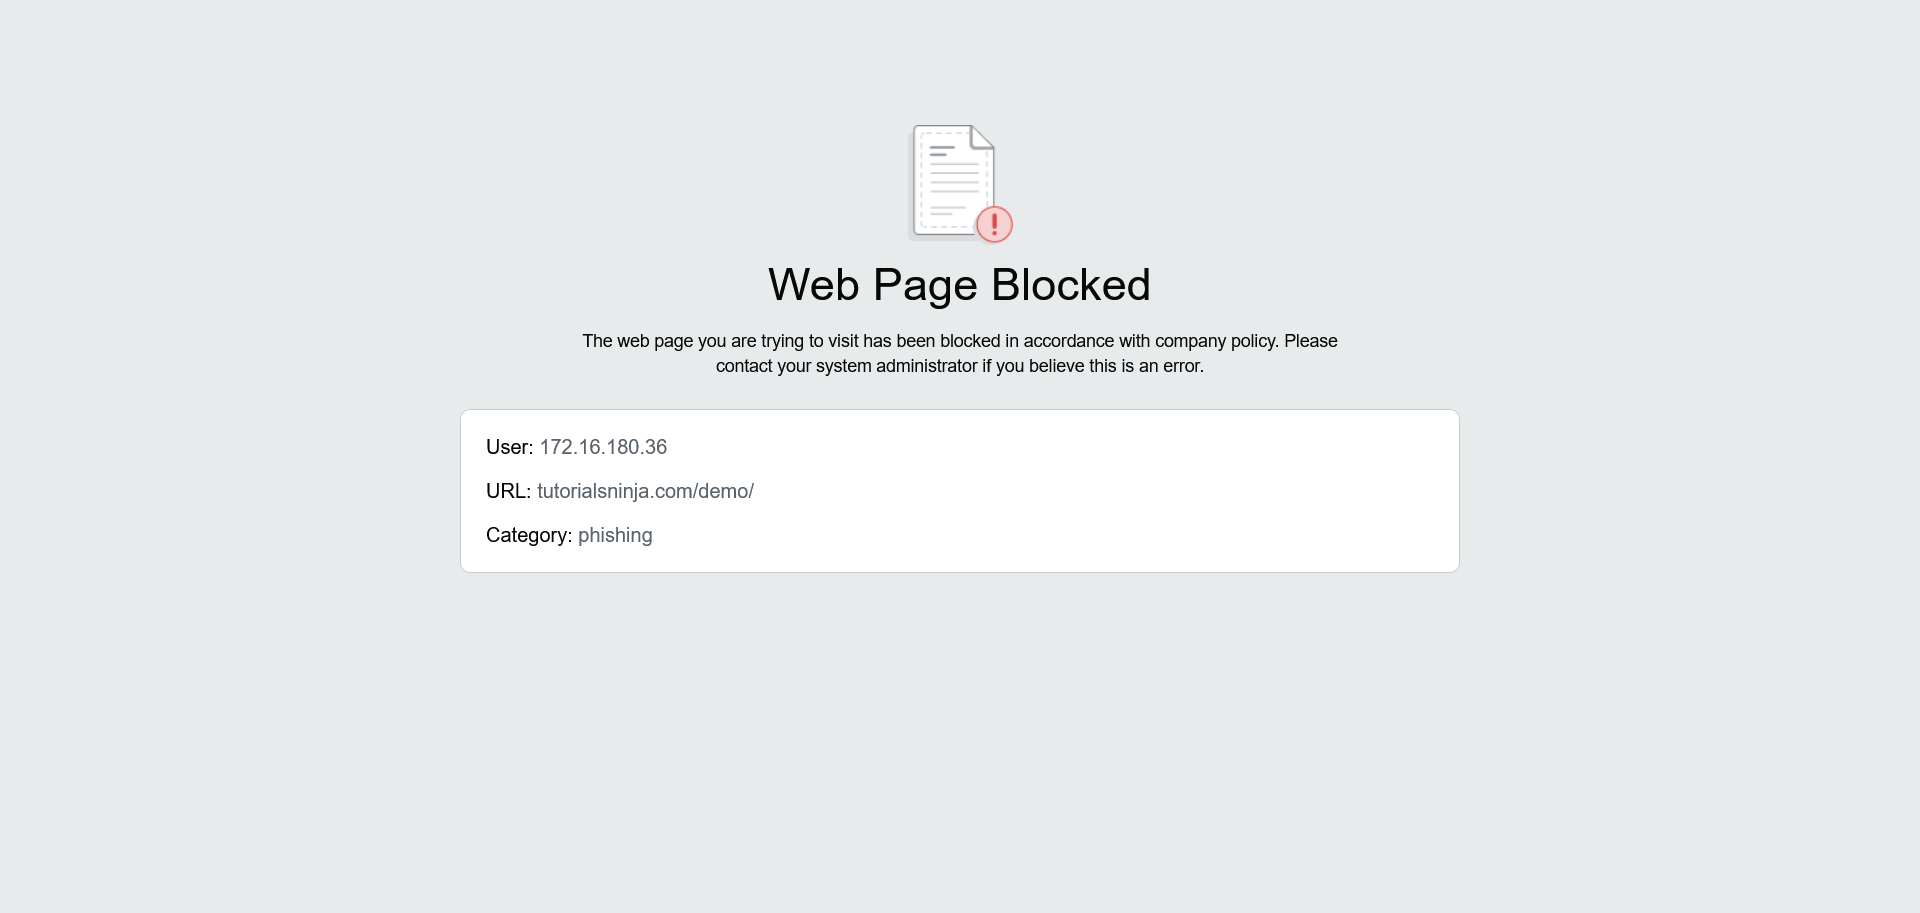 Web Page Blocked
The web page you are trying to visit has been blocked in accordance with company policy. Please
contact your system administrator if you believe this is an error.
User: 172.16.180.36
URL: tutorialsninja.com/demo/
Category: phishing